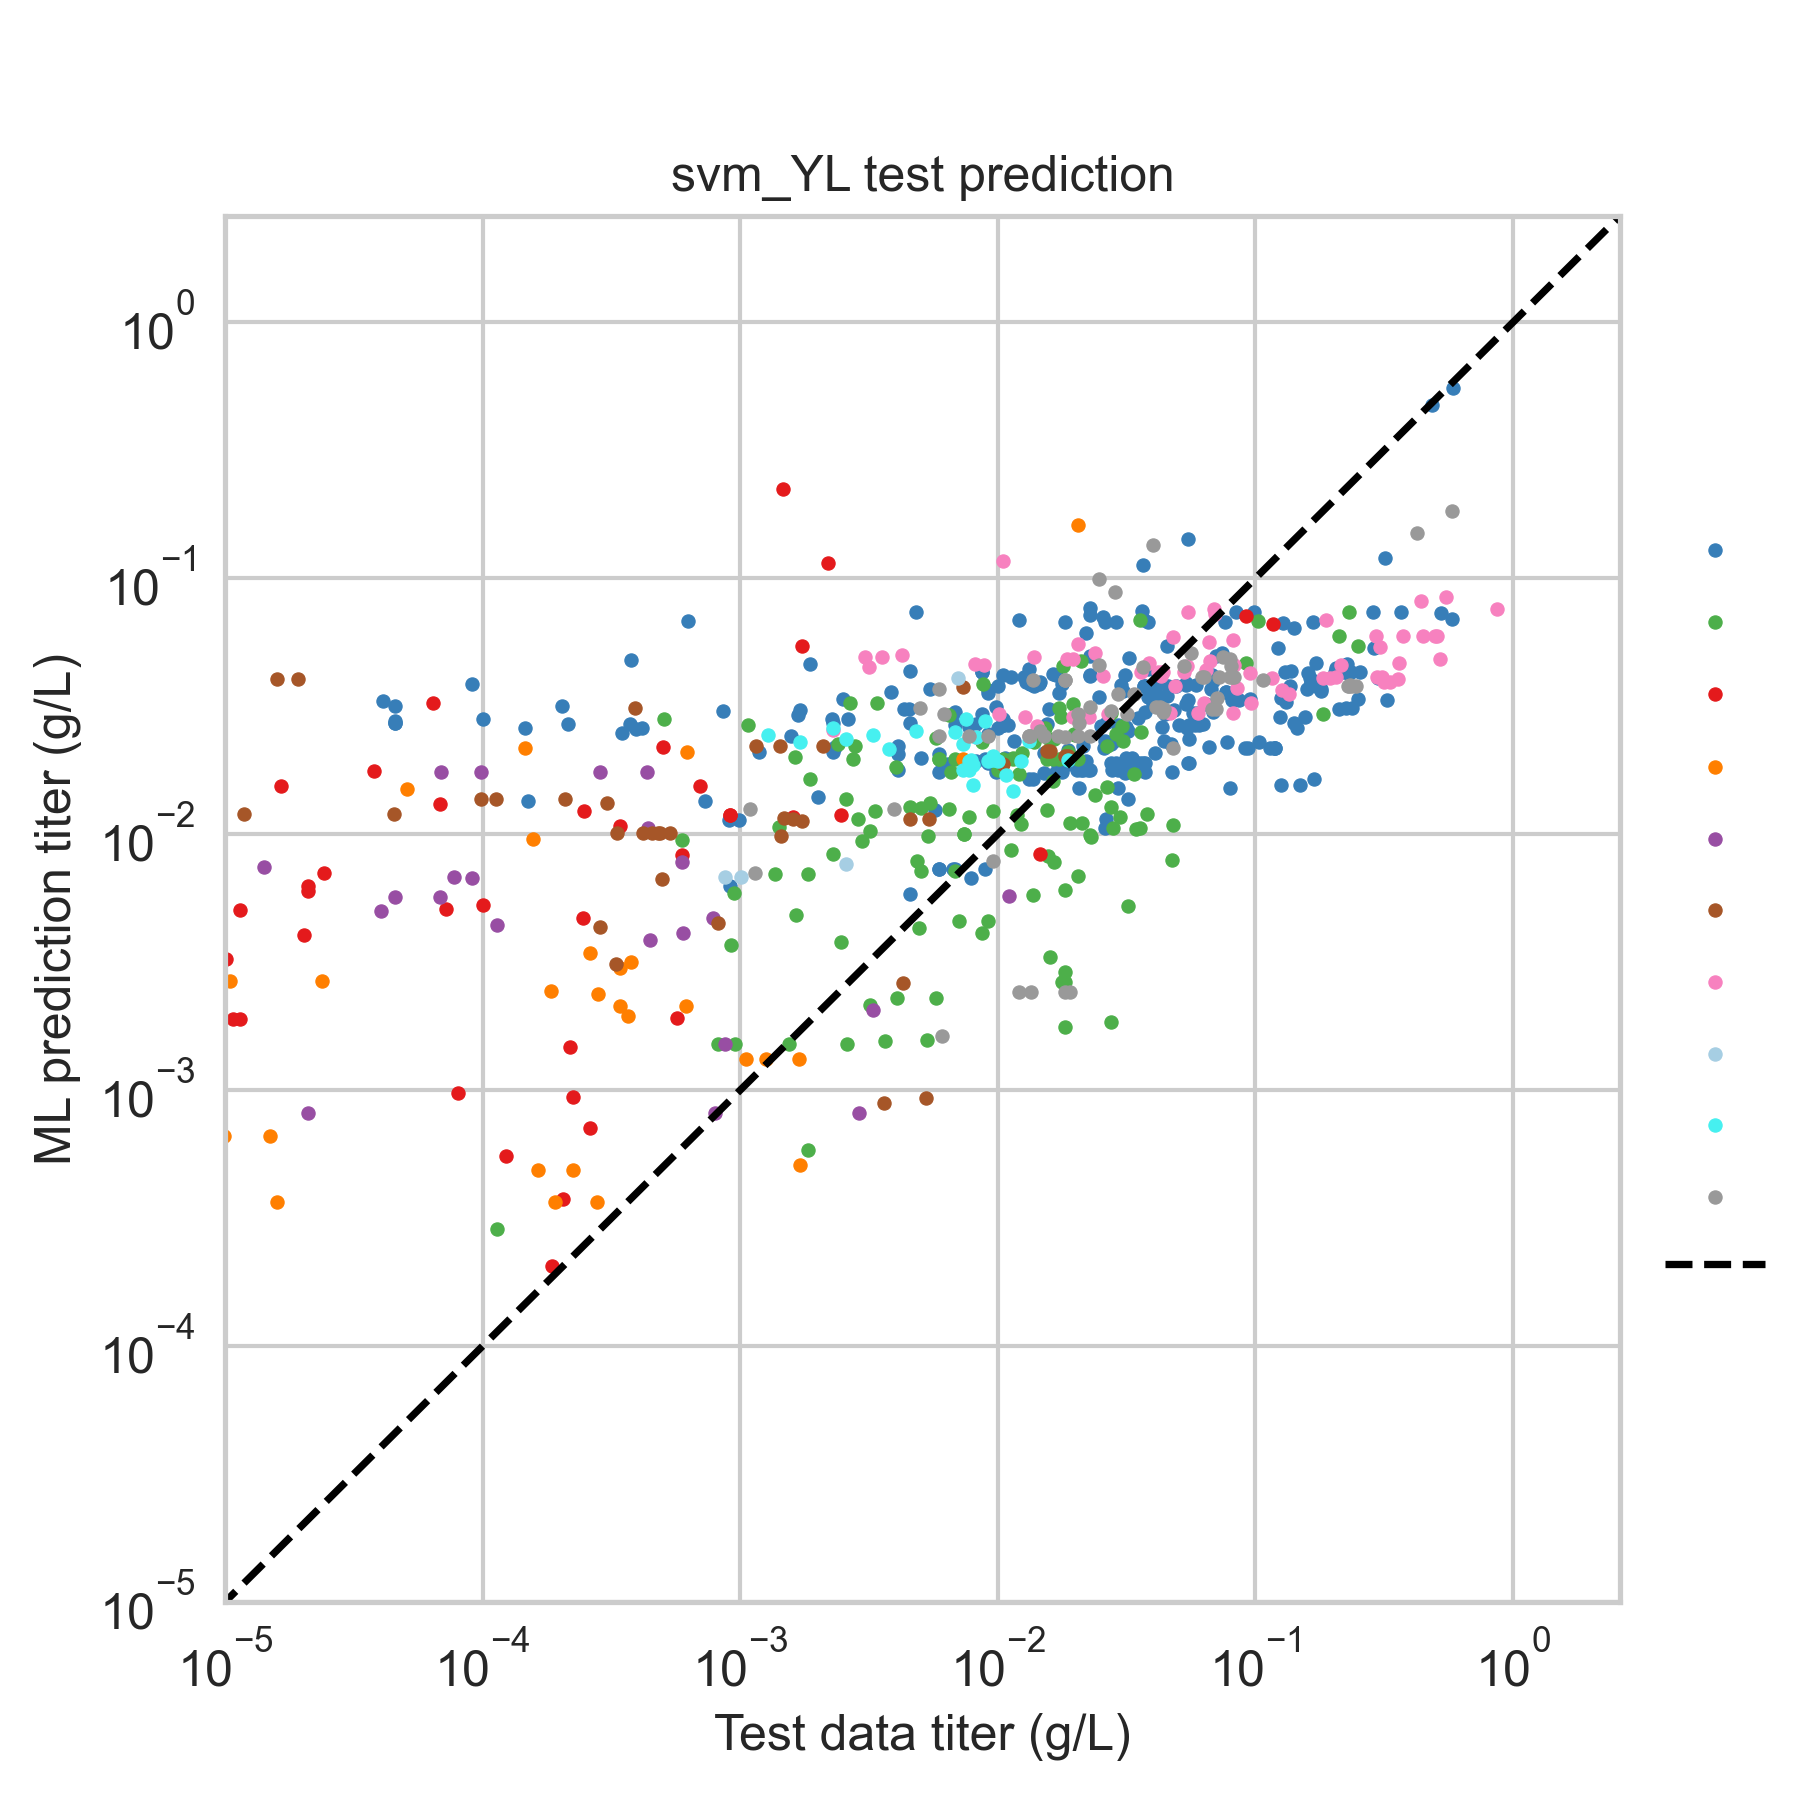 svm_YL test prediction
ML prediction titer (g/L)
10^0
10^−1
10^−2
10^−3
10^−4
10^−5
10^−5 10^−4 10^−3 10^−2 10^−1 10^0
Test data titer (g/L)